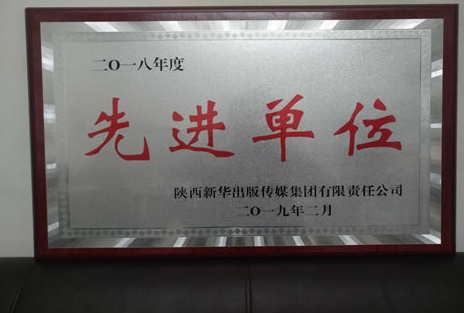 二〇一八年度
先进单位
陕西新华出版传媒集团有限责任公司
二〇一九年二月